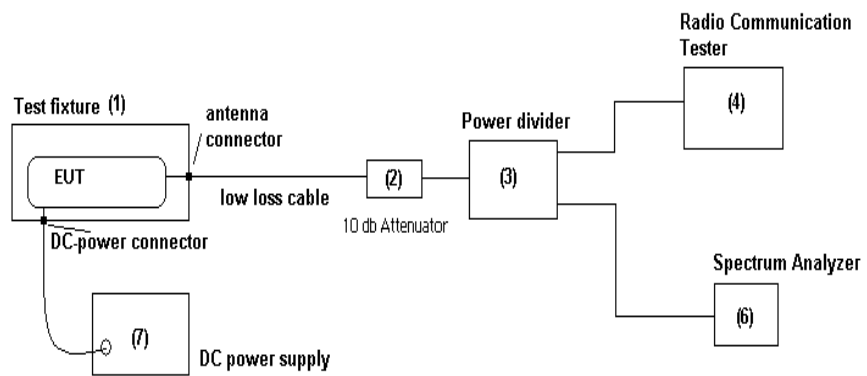 Radio Communication
Tester
(4)
Test fixture (1)
antenna
connector
Power divider
EUT
(2)
(3)
low loss cable
10 db Attenuator
DC-power connector
Spectrum Analyzer
(6)
(7)
DC power supply